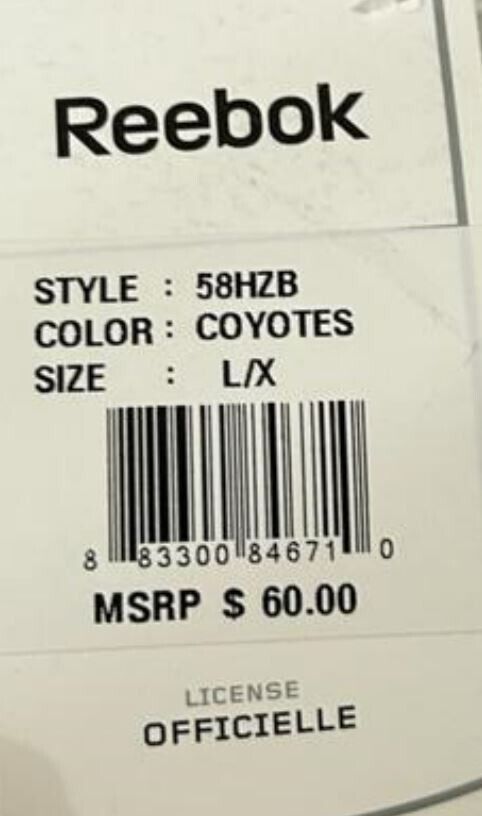 Reebok
STYLE : 58HZB
COLOR : COYOTES
SIZE : L/X
8 83300 84671 0
MSRP $ 60.00
LICENSE
OFFICIELLE